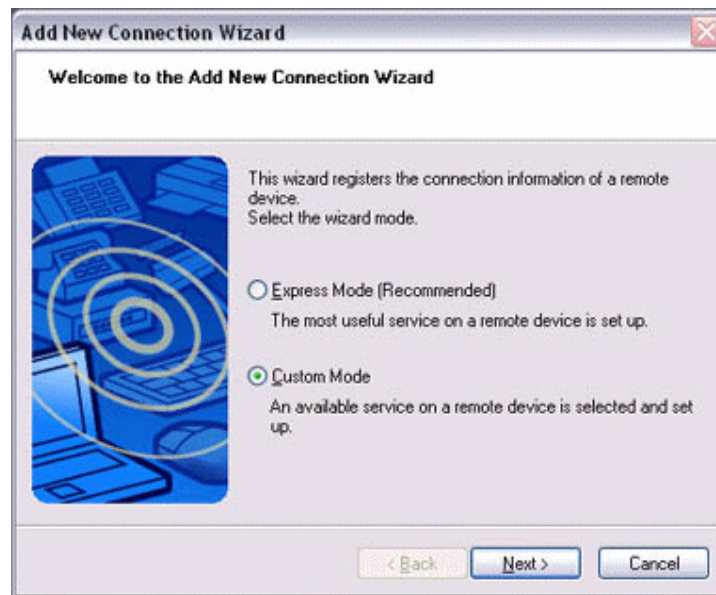 Add New Connection Wizard
Welcome to the Add New Connection Wizard
This wizard registers the connection information of a remote
device.
Select the wizard mode.
Express Mode (Recommended)
The most useful service on a remote device is set up.
Custom Mode
An available service on a remote device is selected and set
up.
< Back
Next >
Cancel